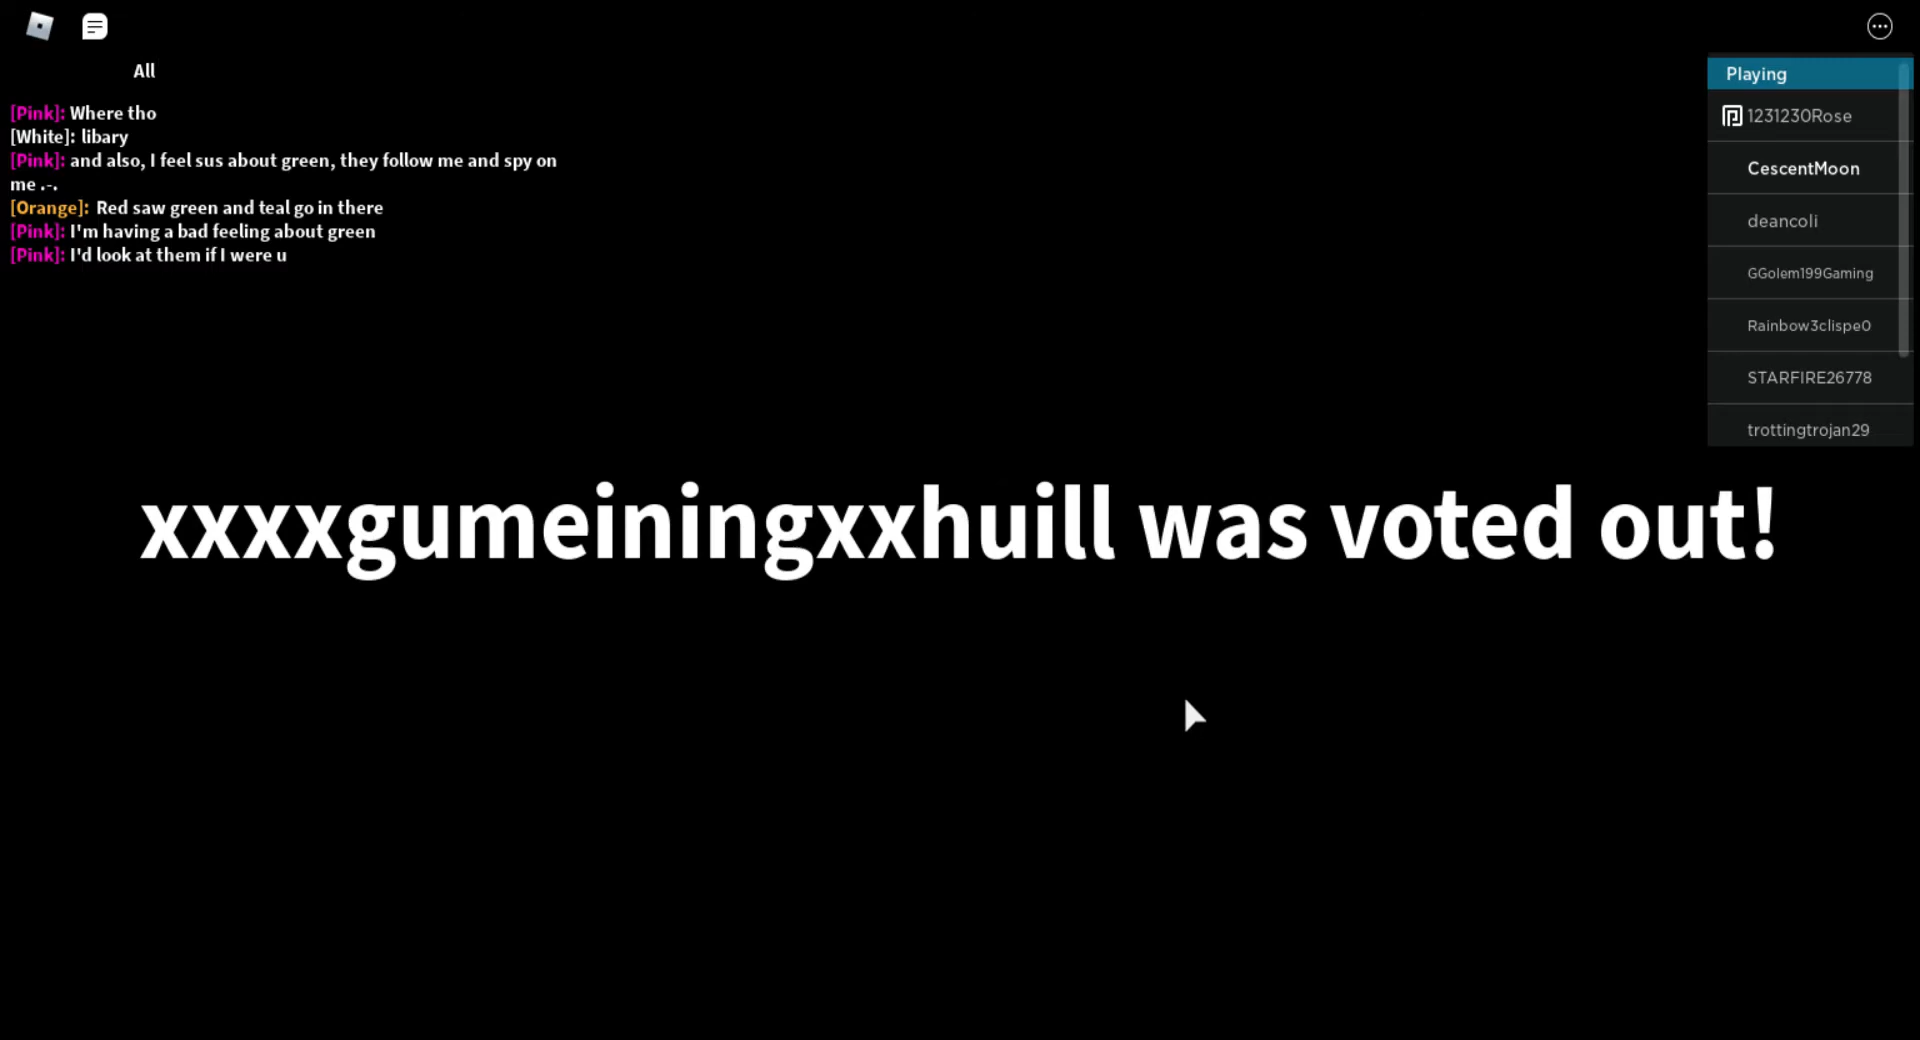 All
[Pink]: Where tho
[White]: libary
[Pink]: and also, I feel sus about green, they follow me and spy on
me .-.
[Orange]: Red saw green and teal go in there
[Pink]: I'm having a bad feeling about green
[Pink]: I'd look at them if I were u
Playing
1231230Rose
CescentMoon
deancoli
GGolem199Gaming
Rainbow3clispe0
STARFIRE26778
trottingtrojan29
xxxxgumeiningxxhuill was voted out!